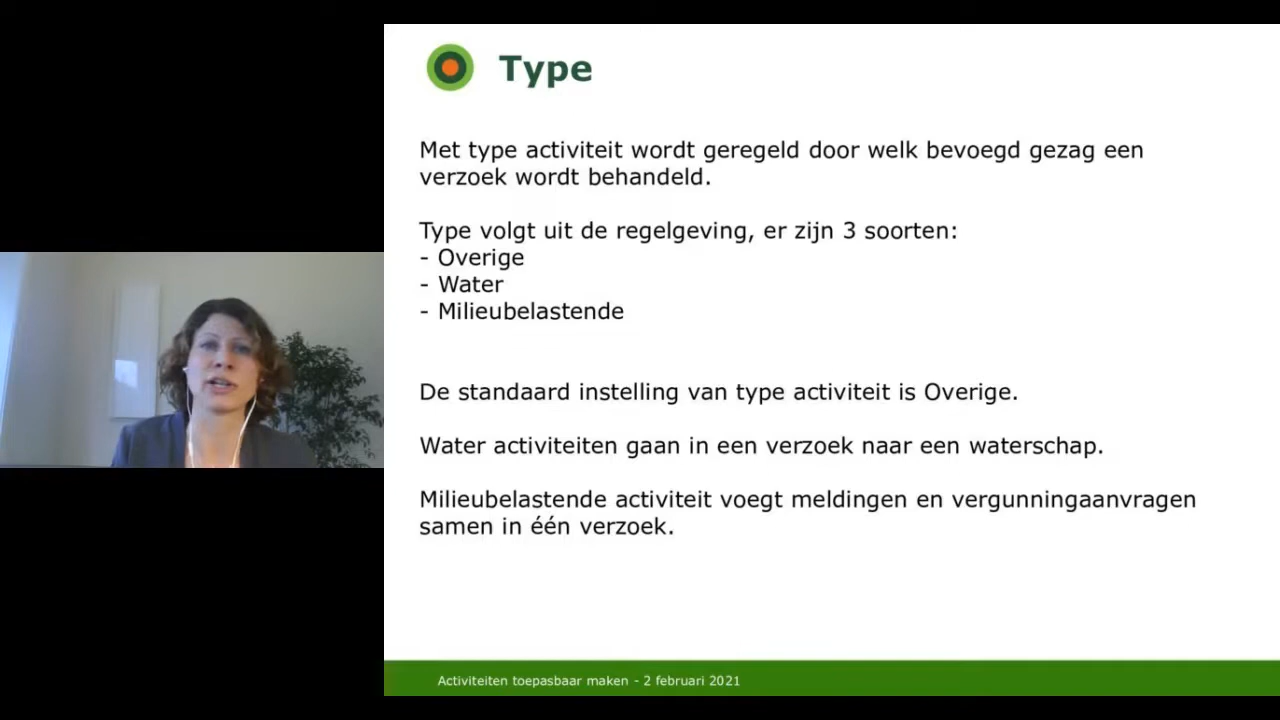 Type
Met type activiteit wordt geregeld door welk bevoegd gezag een
verzoek wordt behandeld.
Type volgt uit de regelgeving, er zijn 3 soorten:
- Overige
- Water
- Milieubelastende
De standaard instelling van type activiteit is Overige.
Water activiteiten gaan in een verzoek naar een waterschap.
Milieubelastende activiteit voegt meldingen en vergunningaanvragen
samen in één verzoek.
Activiteiten toepasbaar maken - 2 februari 2021